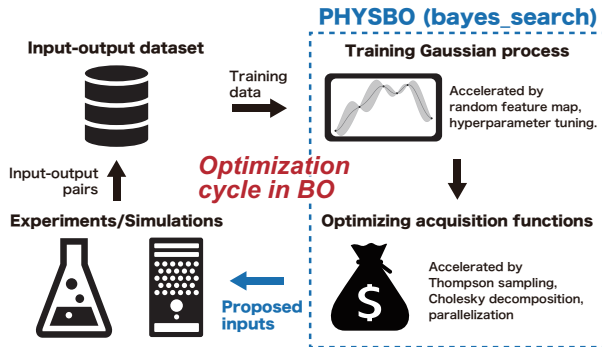 PHYSBO (bayes_search)
Input-output dataset
Training Gaussian process
Training
data
Accelerated by
random feature map,
hyperparameter tuning.
Optimization
cycle in BO
Input-output
pairs
Experiments/Simulations
Optimizing acquisition functions
Proposed
inputs
$
Accelerated by
Thompson sampling,
Cholesky decomposition,
parallelization